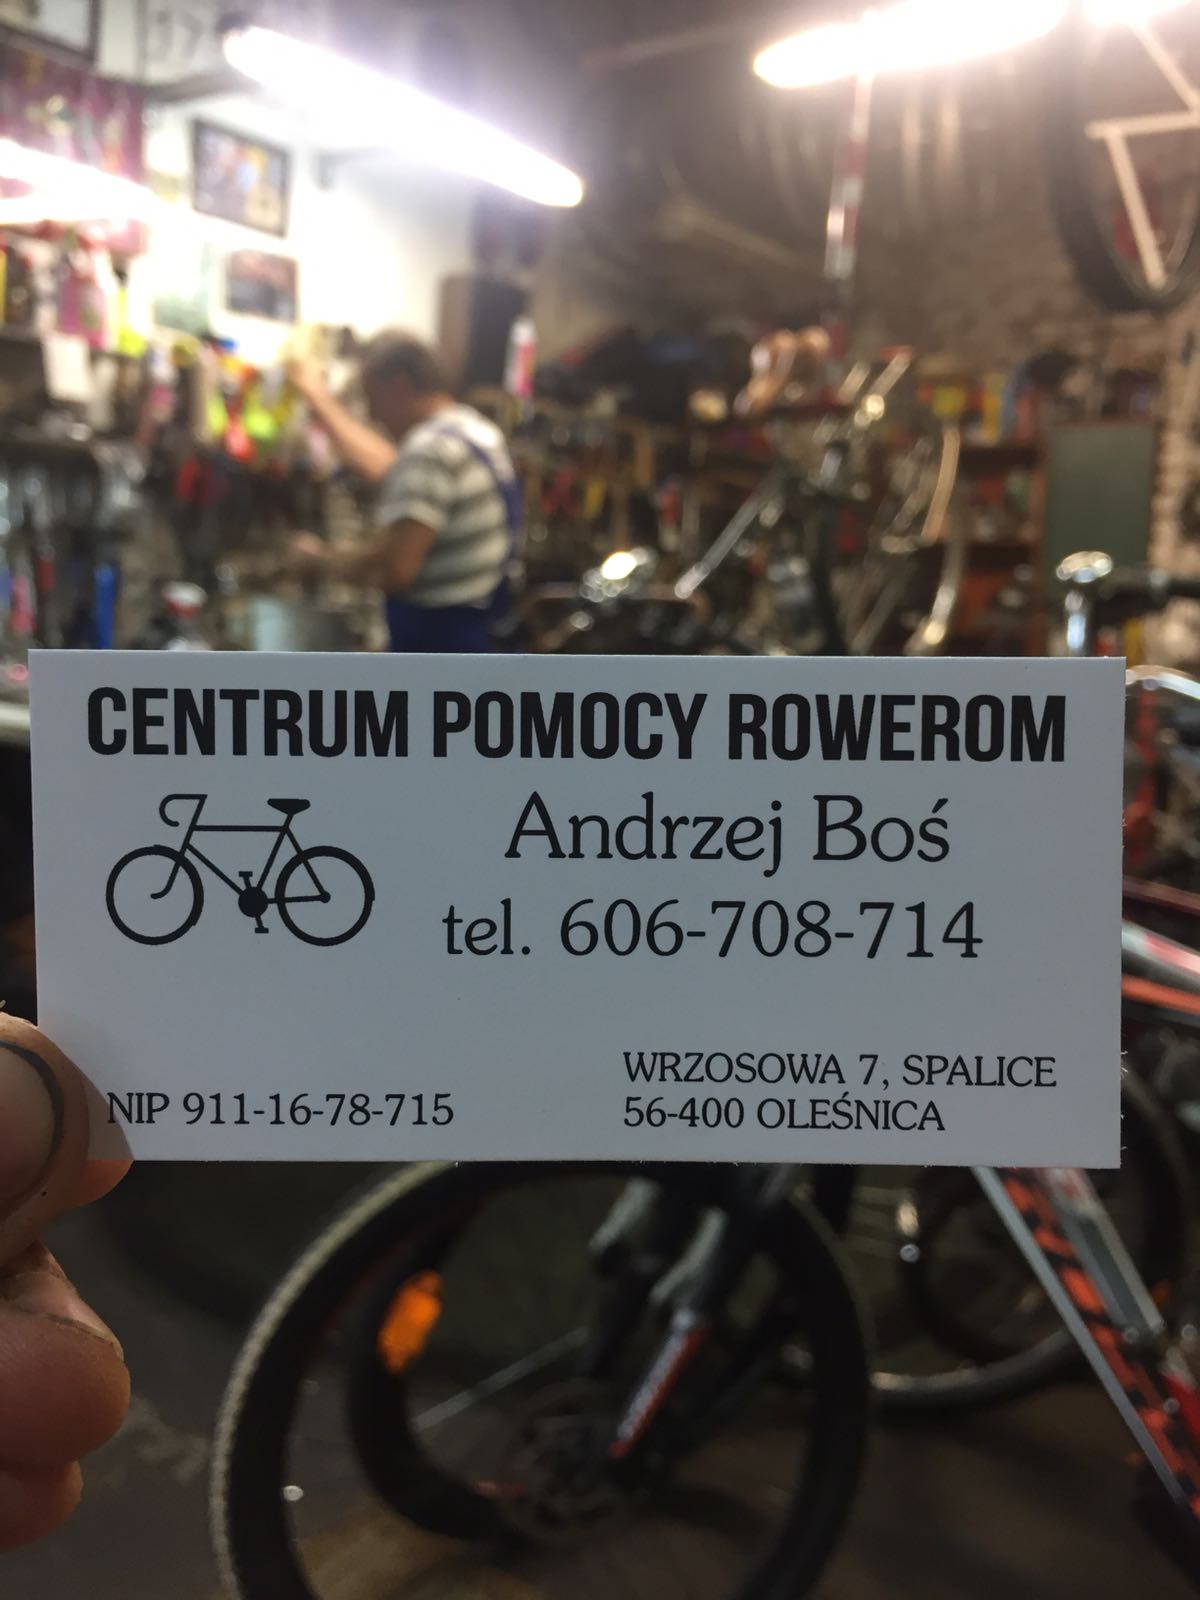 CENTRUM POMOCY ROWEROM
Andrzej Boś
tel. 606-708-714
WRZOSOWA 7, SPALICE
NIP 911-16-78-715
56-400 OLEŚNICA